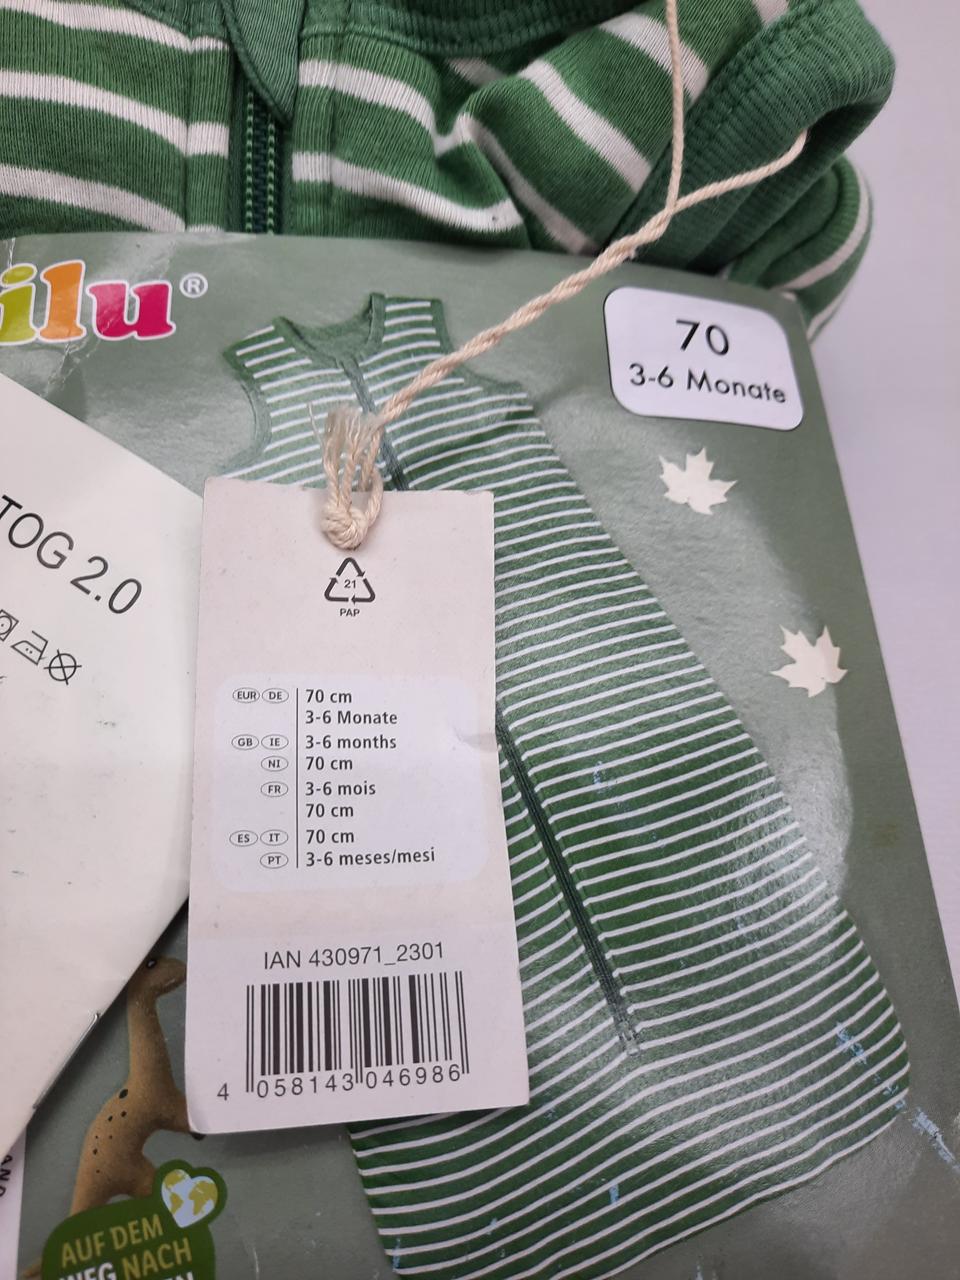 ilu®
70
3-6 Monate
TOG 2.0
21
PAP
EUR DE 70 cm
3-6 Monate
GB IE 3-6 months
NI 70 cm
FR 3-6 mois
70 cm
ES IT 70 cm
PT 3-6 meses/mesi
IAN 430971_2301
4 058143 046986
AUF DEM
WEG NACH